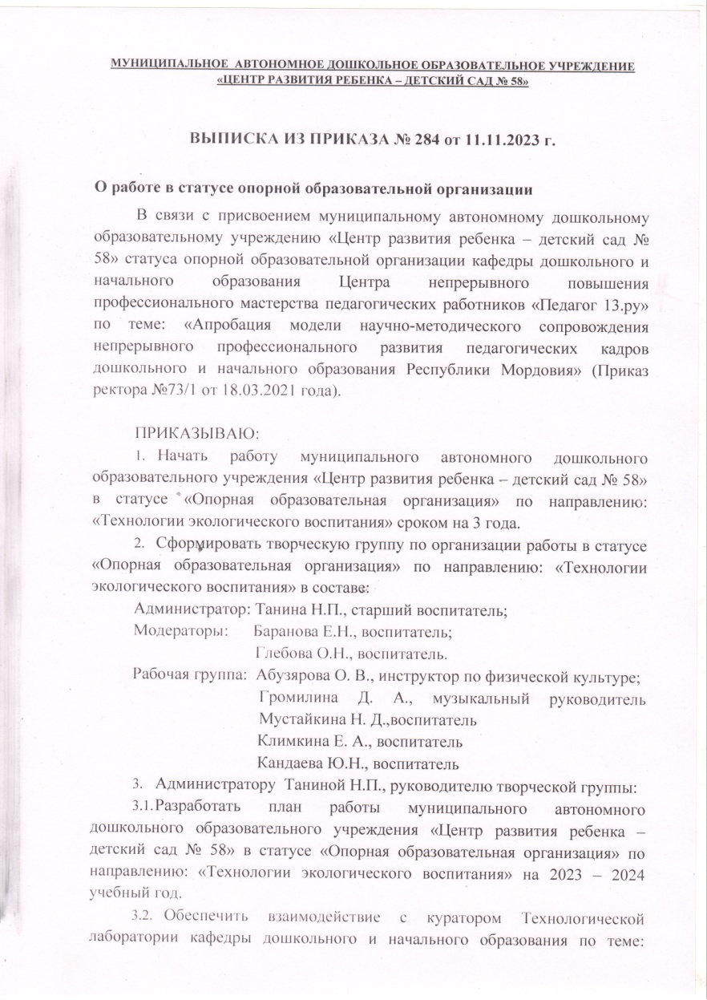 МУНИЦИПАЛЬНОЕ АВТОНОМНОЕ ДОШКОЛЬНОЕ ОБРАЗОВАТЕЛЬНОЕ УЧРЕЖДЕНИЕ
«ЦЕНТР РАЗВИТИЯ РЕБЕНКА – ДЕТСКИЙ САД № 58»
ВЫПИСКА ИЗ ПРИКАЗА № 284 от 11.11.2023 г.
О работе в статусе опорной образовательной организации
В связи с присвоением муниципальному автономному дошкольному
образовательному учреждению «Центр развития ребенка – детский сад №
58» статуса опорной образовательной организации кафедры дошкольного и
начального образования Центра непрерывного повышения
профессионального мастерства педагогических работников «Педагог 13.ру»
по теме: «Апробация модели научно-методического сопровождения
непрерывного профессионального развития педагогических кадров
дошкольного и начального образования Республики Мордовия» (Приказ
ректора №73/1 от 18.03.2021 года).
ПРИКАЗЫВАЮ:
1. Начать работу муниципального автономного дошкольного
образовательного учреждения «Центр развития ребенка – детский сад № 58»
в статусе «Опорная образовательная организация» по направлению:
«Технологии экологического воспитания» сроком на 3 года.
2. Сформировать творческую группу по организации работы в статусе
«Опорная образовательная организация» по направлению: «Технологии
экологического воспитания» в составе:
Администратор: Танина Н.П., старший воспитатель;
Модераторы: Баранова Е.Н., воспитатель;
Глебова О.Н., воспитатель.
Рабочая группа: Абузярова О. В., инструктор по физической культуре;
Громилина Д. А., музыкальный руководитель
Мустайкина Н. Д.,воспитатель
Климкина Е. А., воспитатель
Кандаева Ю.Н., воспитатель
3. Администратору Таниной Н.П., руководителю творческой группы:
3.1.Разработать план работы муниципального автономного
дошкольного образовательного учреждения «Центр развития ребенка –
детский сад № 58» в статусе «Опорная образовательная организация» по
направлению: «Технологии экологического воспитания» на 2023 – 2024
учебный год.
3.2. Обеспечить взаимодействие с куратором Технологической
лаборатории кафедры дошкольного и начального образования по теме: